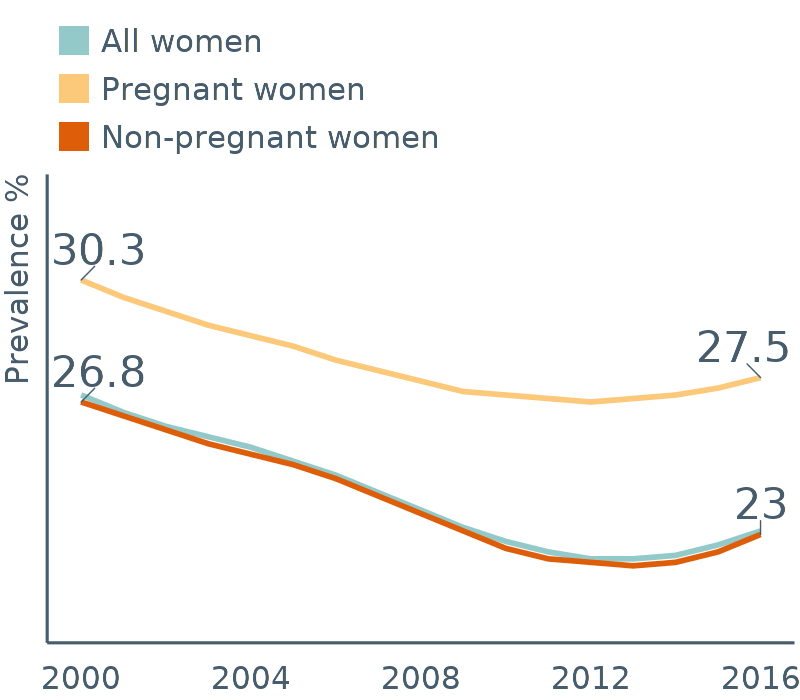 All women
Pregnant women
Non-pregnant women
Prevalence %
30.3
26.8
27.5
23
2000 2004 2008 2012 2016